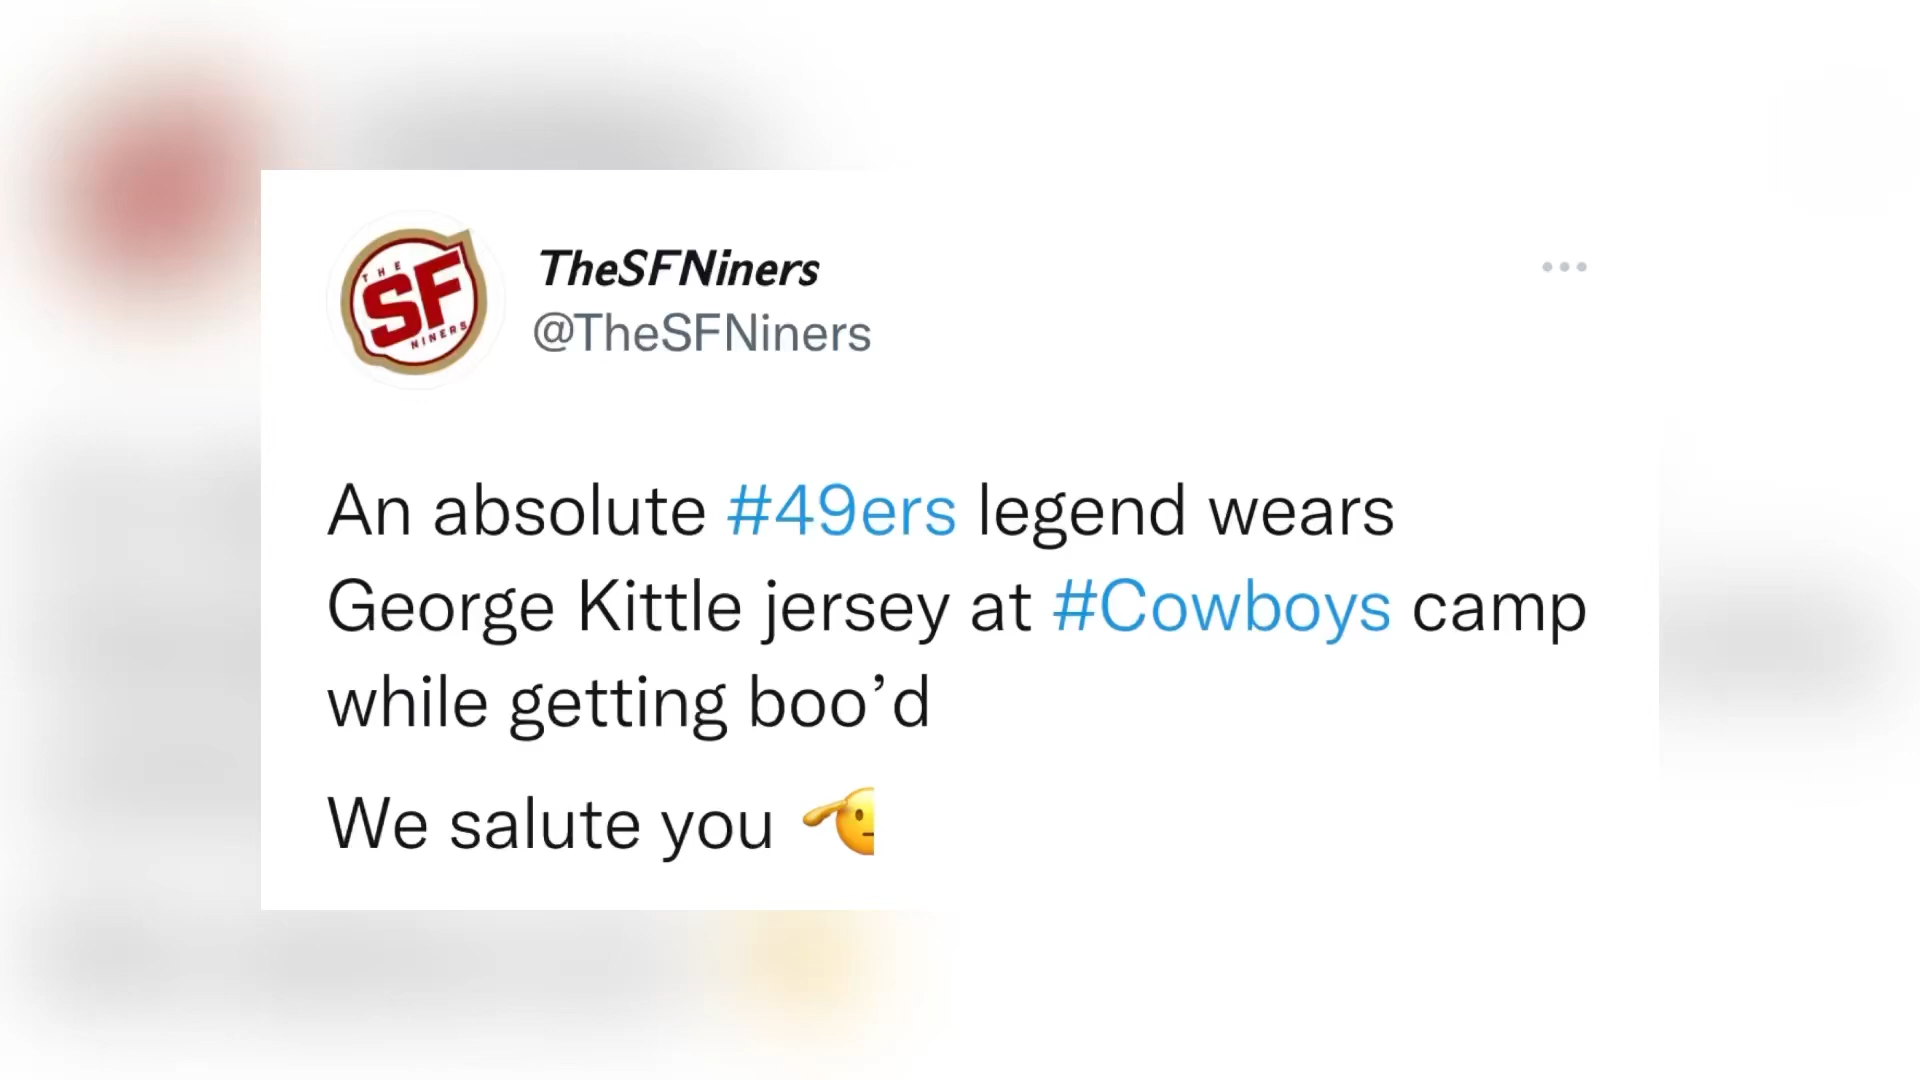 THE
SF
NINERS
TheSFNiners
@TheSFNiners
An absolute #49ers legend wears
George Kittle jersey at #Cowboys camp
while getting boo’d
We salute you 🫡